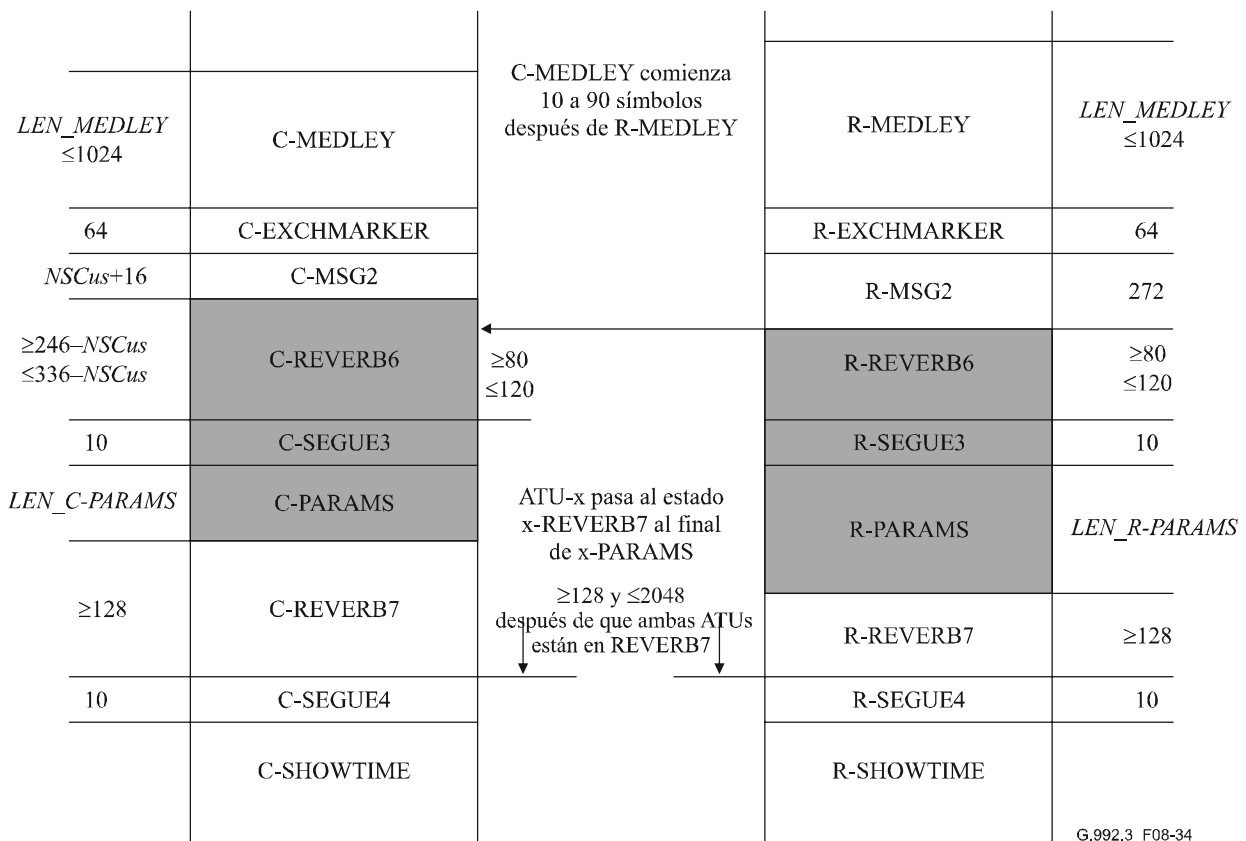 C-MEDLEY comienza
10 a 90 símbolos
después de R-MEDLEY
LEN_MEDLEY
≤1024
C-MEDLEY
R-MEDLEY
LEN_MEDLEY
≤1024
64
C-EXCHMARKER
R-EXCHMARKER
64
NSCus+16
C-MSG2
R-MSG2
272
≥246–NSCus
≤336–NSCus
C-REVERB6
≥80
≤120
R-REVERB6
≥80
≤120
10
C-SEGUE3
R-SEGUE3
10
LEN_C-PARAMS
C-PARAMS
ATU-x pasa al estado
x-REVERB7 al final
de x-PARAMS
R-PARAMS
LEN_R-PARAMS
≥128
C-REVERB7
≥128 y ≤2048
después de que ambas ATUs
están en REVERB7
R-REVERB7
≥128
10
C-SEGUE4
R-SEGUE4
10
C-SHOWTIME
R-SHOWTIME
G.992.3_F08-34